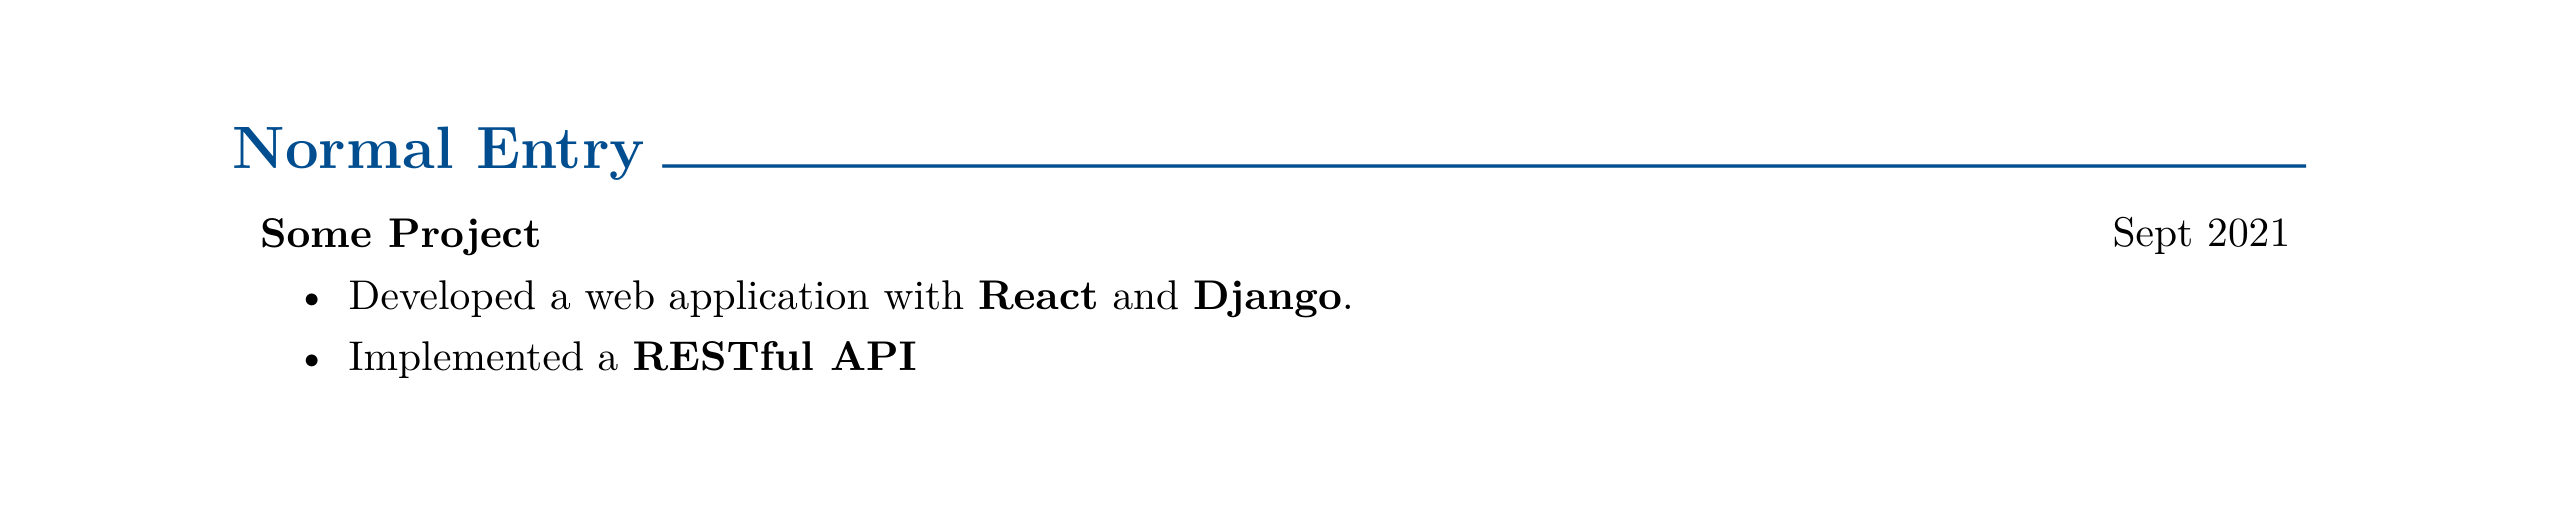 Normal Entry
Some Project Sept 2021
• Developed a web application with React and Django.
• Implemented a RESTful API